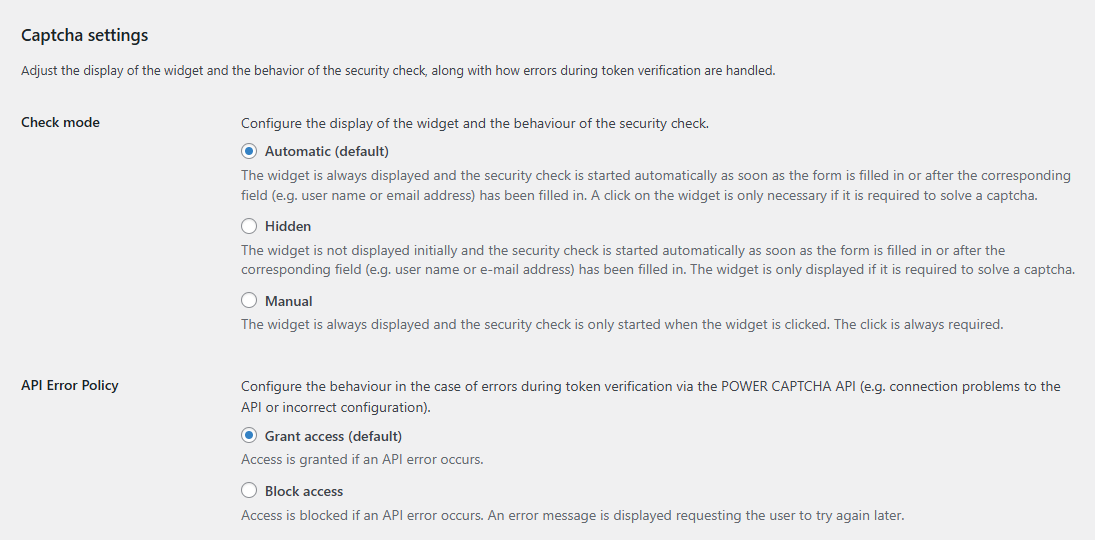 Captcha settings
Adjust the display of the widget and the behavior of the security check, along with how errors during token verification are handled.
Check mode
Configure the display of the widget and the behaviour of the security check.
Automatic (default)
The widget is always displayed and the security check is started automatically as soon as the form is filled in or after the corresponding
field (e.g. user name or email address) has been filled in. A click on the widget is only necessary if it is required to solve a captcha.
Hidden
The widget is not displayed initially and the security check is started automatically as soon as the form is filled in or after the
corresponding field (e.g. user name or e-mail address) has been filled in. The widget is only displayed if it is required to solve a captcha.
Manual
The widget is always displayed and the security check is only started when the widget is clicked. The click is always required.
API Error Policy
Configure the behaviour in the case of errors during token verification via the POWER CAPTCHA API (e.g. connection problems to the
API or incorrect configuration).
Grant access (default)
Access is granted if an API error occurs.
Block access
Access is blocked if an API error occurs. An error message is displayed requesting the user to try again later.